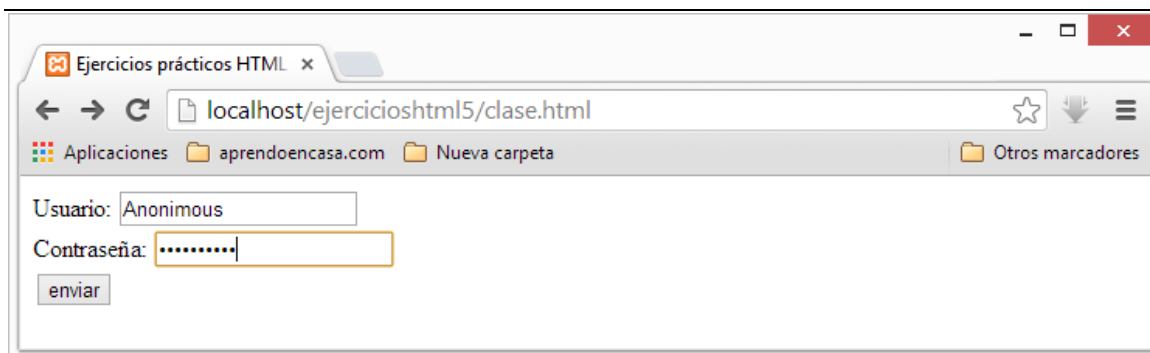 Ejercicios prácticos HTML
localhost/ejercicioshtml5/clase.html
Aplicaciones aprendoencasa.com Nueva carpeta Otros marcadores
Usuario: Anonimous
Contraseña: ••••••••••
enviar